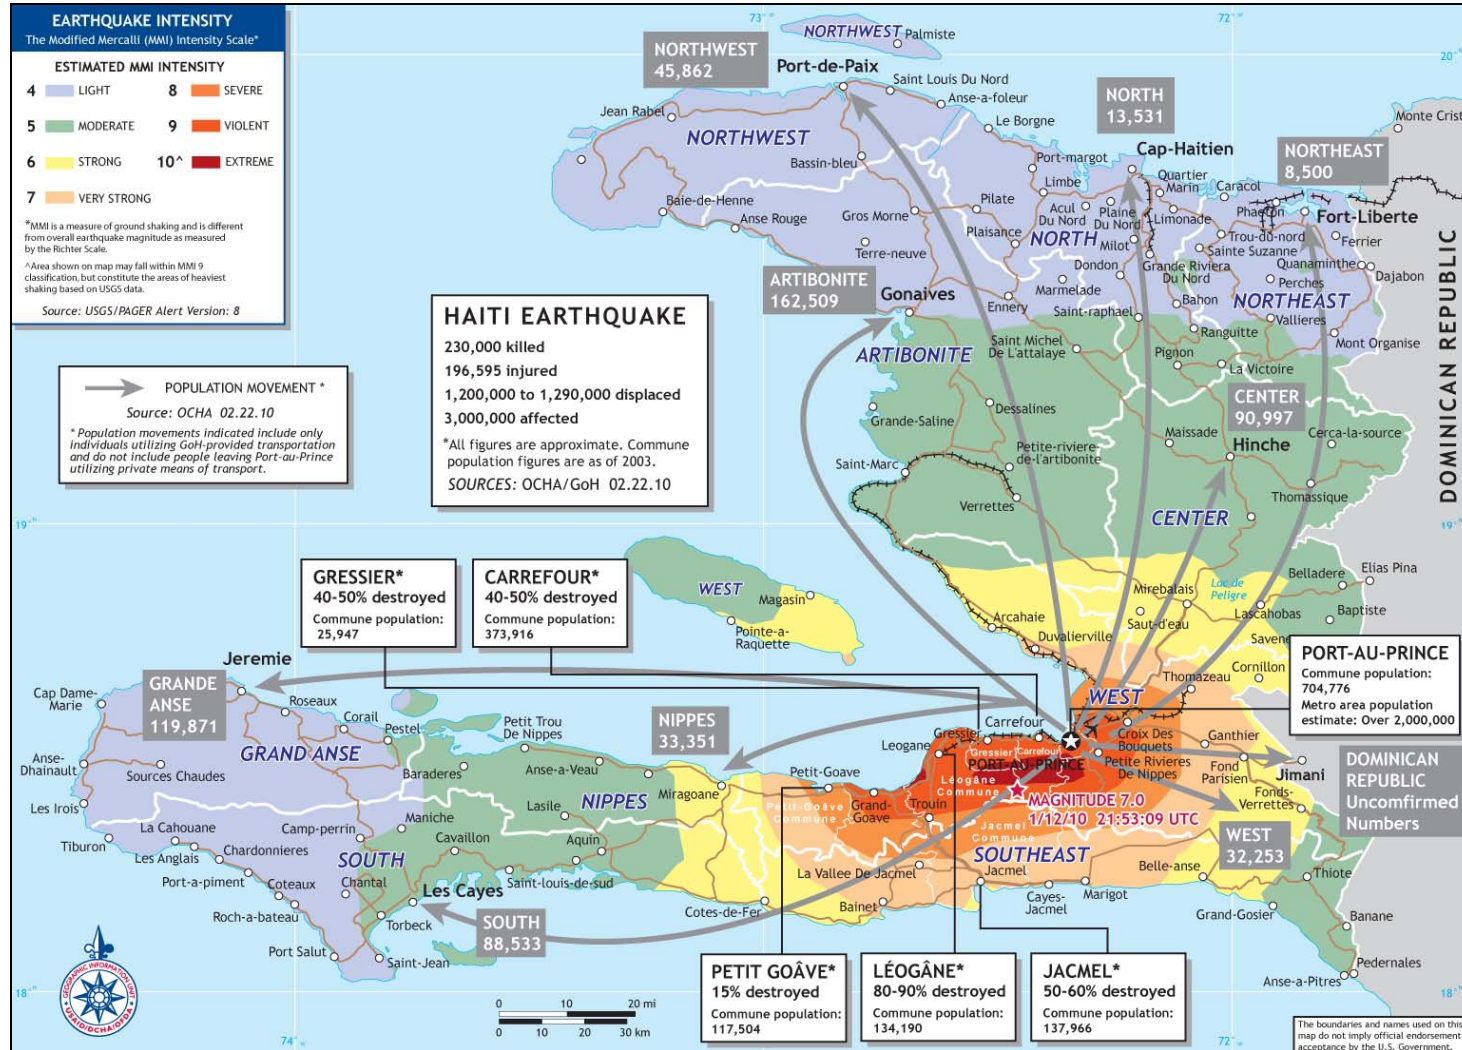 EARTHQUAKE INTENSITY
The Modified Mercalli (MMI) Intensity Scale*
ESTIMATED MMI INTENSITY
4 LIGHT
5 MODERATE
6 STRONG
7 VERY STRONG
8 SEVERE
9 VIOLENT
10^ EXTREME
*MMI is a measure of ground shaking and is different
from overall earthquake magnitude as measured
by the Richter Scale.
^Area shown on map may fall within MMI 9
classification, but constitute the areas of heaviest
shaking based on USGS data.
Source: USGS/PAGER Alert Version: 8
POPULATION MOVEMENT *
Source: OCHA 02.22.10
* Population movements indicated include only
individuals utilizing GoH-provided transportation
and do not include people leaving Port-au-Prince
utilizing private means of transport.
HAITI EARTHQUAKE
230,000 killed
196,595 injured
1,200,000 to 1,290,000 displaced
3,000,000 affected
*All figures are approximate. Commune
population figures are as of 2003.
SOURCES: OCHA/GoH 02.22.10
73°
72°
20°
NORTHWEST
Palmiste
NORTHWEST
45,862
Port-de-Paix
Saint Louis Du Nord
Anse-a-foleur
Jean Rabel
Le Borgne
NORTHWEST
Bassin-bleu
NORTH
13,531
Cap-Haitien
Monte Crist
NORTHEAST
8,500
Port-margot
Quartier
Marin
Caracol
Limbe
Baie-de-Henne
Anse Rouge
Gros Morne
Pilate
Acul
Du Nord
Plaine
Du Nord
Limonade
Phaeton
Fort-Liberte
Plaisance
NORTH
Milot
Trou-du-nord
Sainte Suzanne
Ferrier
Terre-neuve
Dondon
Grande Riviera
Du Nord
Quanaminthe
Perches
Dajabon
ARTIBONITE
162,509
Gonaives
Ennery
Marmelade
Bahon
NORTHEAST
Saint-raphael
Vallieres
Ranguitte
Mont Organise
ARTIBONITE
Saint Michel
De L'attalaye
Pignon
La Victoire
DOMINICAN REPUBLIC
Grande-Saline
Dessalines
CENTER
90,997
Maissade
Hinche
Cerca-la-source
Petite-riviere-
de-l'artibonite
Saint-Marc
Verrettes
Thomassique
19°
19°
CENTER
GRESSIER*
40-50% destroyed
Commune population:
25,947
CARREFOUR*
40-50% destroyed
Commune population:
373,916
WEST
Magasin
Pointe-a-
Raquette
Arcahaie
Duvalierville
Mirebalais
Saut-d'eau
Lac de
Peligre
Lascahobas
Belladere
Elias Pina
Baptiste
Savene
Cornillon
PORT-AU-PRINCE
Commune population:
704,776
Metro area population
estimate: Over 2,000,000
Jeremie
GRANDE
ANSE
119,871
Cap Dame-
Marie
Roseaux
Corail
Pestel
Petit Trou
De Nippes
NIPPES
33,351
Thomazeau
WEST
Anse-
Dhainault
GRAND ANSE
Sources Chaudes
Baraderes
Anse-a-Veau
Petit-Goave
Leogane
Gressier
Carrefour
Gressier
Carrefour
PORT-AU-PRINCE
Croix Des
Bouquets
Petite Rivieres
De Nippes
Ganthier
Fond
Parisien
Jimani
DOMINICAN
REPUBLIC
Uncomfirmed
Numbers
Les Irois
NIPPES
Miragoane
Lasile
Petit-Goâve
Commune
Grand-
Goave
Trouin
Léogâne
Commune
MAGNITUDE 7.0
1/12/10 21:53:09 UTC
Fonds-
Verrettes
WEST
32,253
Tiburon
La Cahouane
Les Anglais
Camp-perrin
Maniche
Cavaillon
Aquin
Chardonnieres
SOUTH
Jacmel
Commune
SOUTHEAST
La Vallee De Jacmel
Jacmel
Belle-anse
Thiote
Port-a-piment
Coteaux
Chantal
Les Cayes
Saint-louis-de-sud
Roch-a-bateau
Torbeck
SOUTH
88,533
Cotes-de-Fer
Bainet
Cayes-
Jacmel
Marigot
Grand-Gosier
Banane
Port Salut
Saint-Jean
Pedernales
Anse-a-Pitres
PETIT GOÂVE*
15% destroyed
Commune population:
117,504
LÉOGÂNE*
80-90% destroyed
Commune population:
134,190
JACMEL*
50-60% destroyed
Commune population:
137,966
18°
18°
GEOGRAPHIC INFORMATION UNIT
USAID/DCHA/OFDA
0 10 20 mi
0 10 20 30 km
74°
72°
The boundaries and names used on this
map do not imply official endorsement
acceptance by the U.S. Government.